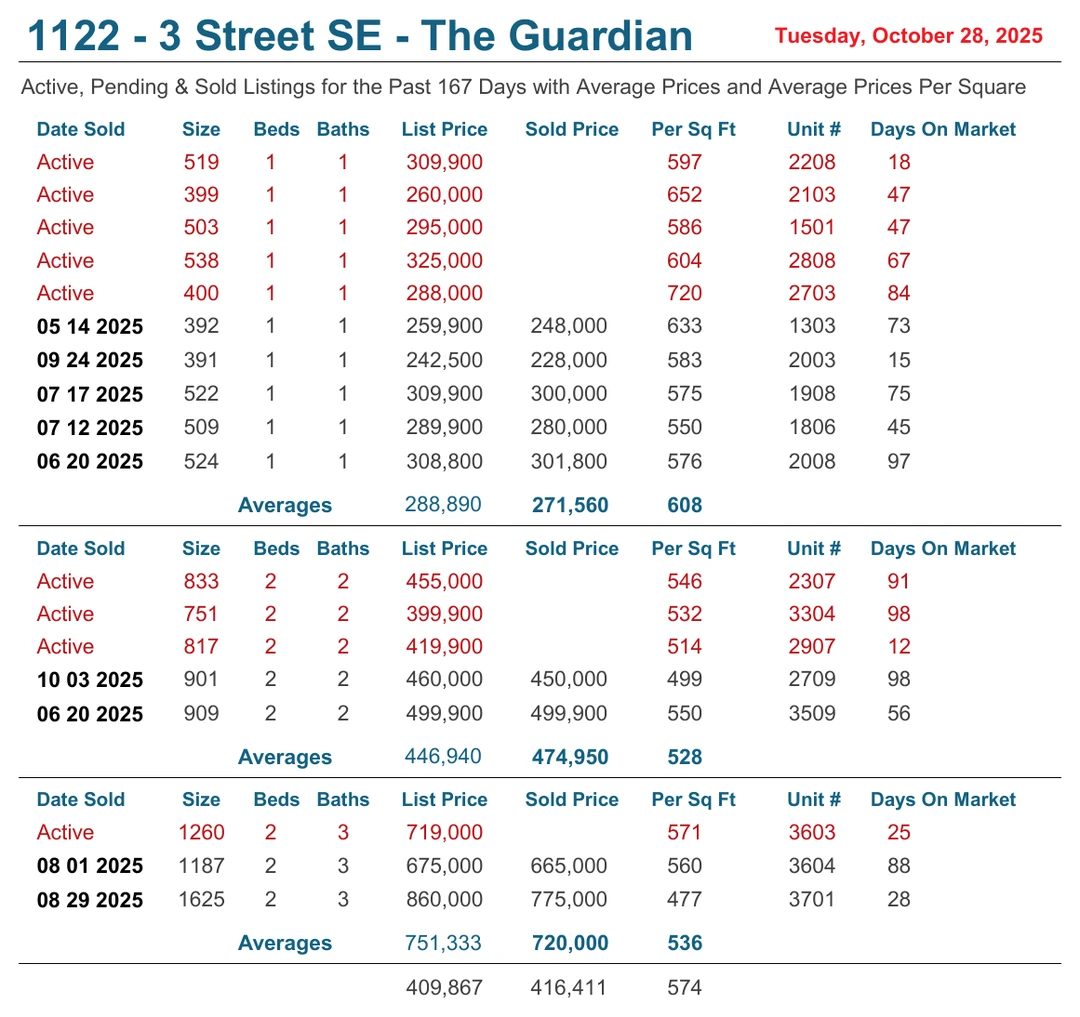 1122 - 3 Street SE - The Guardian Tuesday, October 28, 2025
Active, Pending & Sold Listings for the Past 167 Days with Average Prices and Average Prices Per Square
Date Sold Size Beds Baths List Price Sold Price Per Sq Ft Unit # Days On Market
Active 519 1 1 309,900 597 2208 18
Active 399 1 1 260,000 652 2103 47
Active 503 1 1 295,000 586 1501 47
Active 538 1 1 325,000 604 2808 67
Active 400 1 1 288,000 720 2703 84
05 14 2025 392 1 1 259,900 248,000 633 1303 73
09 24 2025 391 1 1 242,500 228,000 583 2003 15
07 17 2025 522 1 1 309,900 300,000 575 1908 75
07 12 2025 509 1 1 289,900 280,000 550 1806 45
06 20 2025 524 1 1 308,800 301,800 576 2008 97
Averages 288,890 271,560 608
Date Sold Size Beds Baths List Price Sold Price Per Sq Ft Unit # Days On Market
Active 833 2 2 455,000 546 2307 91
Active 751 2 2 399,900 532 3304 98
Active 817 2 2 419,900 514 2907 12
10 03 2025 901 2 2 460,000 450,000 499 2709 98
06 20 2025 909 2 2 499,900 499,900 550 3509 56
Averages 446,940 474,950 528
Date Sold Size Beds Baths List Price Sold Price Per Sq Ft Unit # Days On Market
Active 1260 2 3 719,000 571 3603 25
08 01 2025 1187 2 3 675,000 665,000 560 3604 88
08 29 2025 1625 2 3 860,000 775,000 477 3701 28
Averages 751,333 720,000 536
409,867 416,411 574